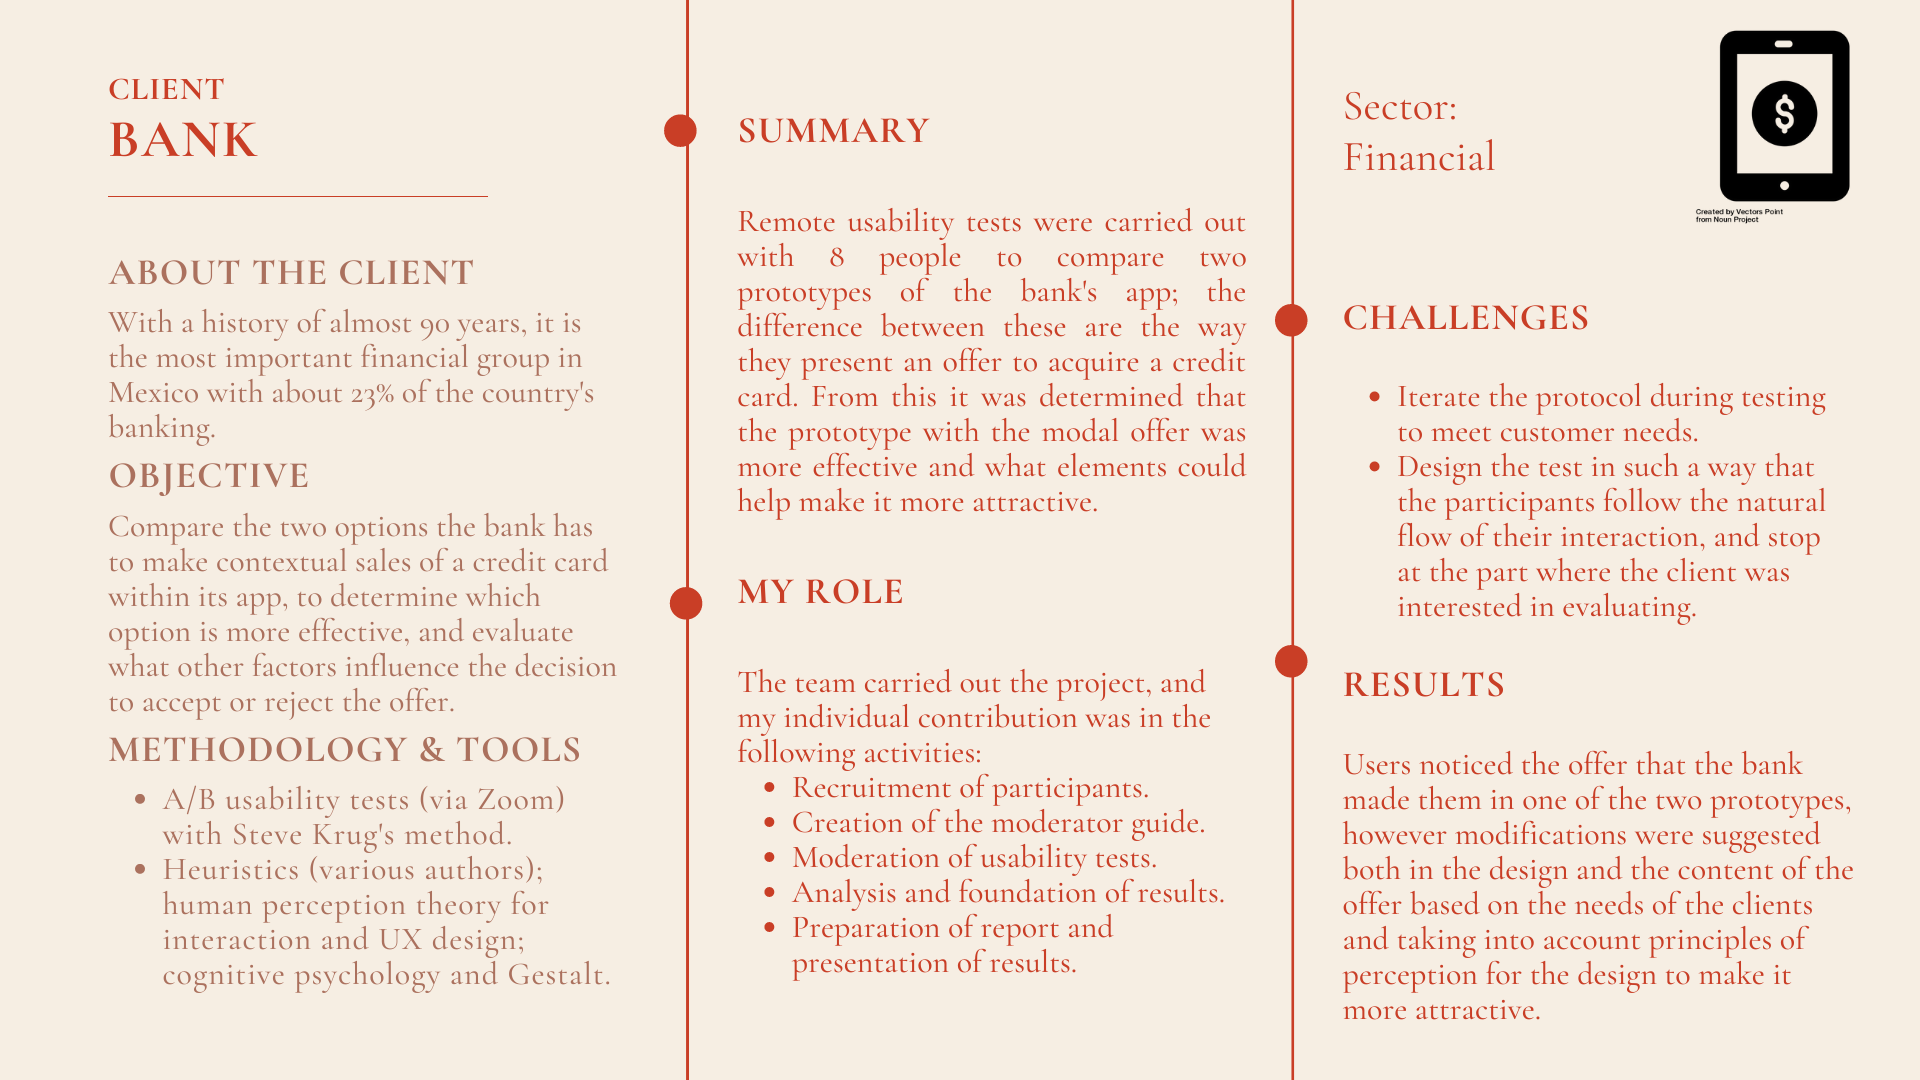 CLIENT
BANK
ABOUT THE CLIENT
With a history of almost 90 years, it is
the most important financial group in
Mexico with about 23% of the country's
banking.
OBJECTIVE
Compare the two options the bank has
to make contextual sales of a credit card
within its app, to determine which
option is more effective, and evaluate
what other factors influence the decision
to accept or reject the offer.
METHODOLOGY & TOOLS
• A/B usability tests (via Zoom)
with Steve Krug's method.
• Heuristics (various authors);
human perception theory for
interaction and UX design;
cognitive psychology and Gestalt.
SUMMARY
Remote usability tests were carried out
with 8 people to compare two
prototypes of the bank's app; the
difference between these are the way
they present an offer to acquire a credit
card. From this it was determined that
the prototype with the modal offer was
more effective and what elements could
help make it more attractive.
MY ROLE
The team carried out the project, and
my individual contribution was in the
following activities:
• Recruitment of participants.
• Creation of the moderator guide.
• Moderation of usability tests.
• Analysis and foundation of results.
• Preparation of report and
presentation of results.
Sector:
Financial
$
Created by Vectors Point
from Noun Project
CHALLENGES
• Iterate the protocol during testing
to meet customer needs.
• Design the test in such a way that
the participants follow the natural
flow of their interaction, and stop
at the part where the client was
interested in evaluating.
RESULTS
Users noticed the offer that the bank
made them in one of the two prototypes,
however modifications were suggested
both in the design and the content of the
offer based on the needs of the clients
and taking into account principles of
perception for the design to make it
more attractive.